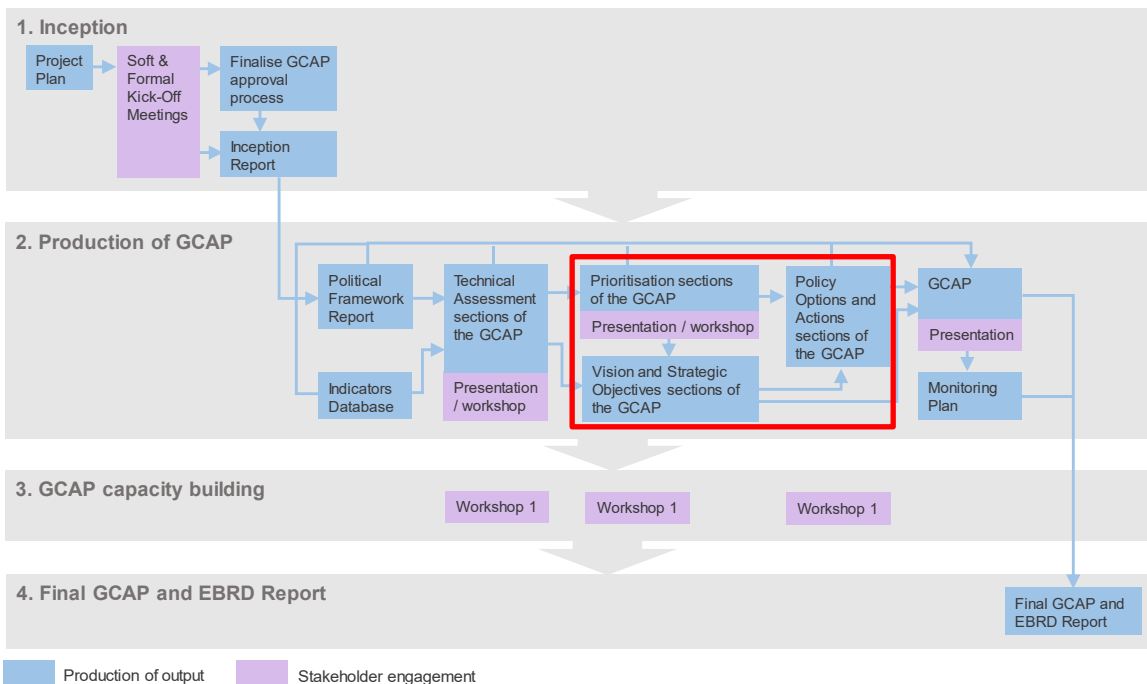 1. Inception
Project
Plan
Soft &
Formal
Kick-Off
Meetings
Finalise GCAP
approval
process
Inception
Report
2. Production of GCAP
Political
Framework
Report
Indicators
Database
Technical
Assessment
sections of
the GCAP
Presentation
/ workshop
Prioritisation sections
of the GCAP
Presentation / workshop
Vision and Strategic
Objectives sections of
the GCAP
Policy
Options and
Actions
sections of
the GCAP
GCAP
Presentation
Monitoring
Plan
3. GCAP capacity building
Workshop 1
Workshop 1
Workshop 1
4. Final GCAP and EBRD Report
Final GCAP and
EBRD Report
Production of output
Stakeholder engagement